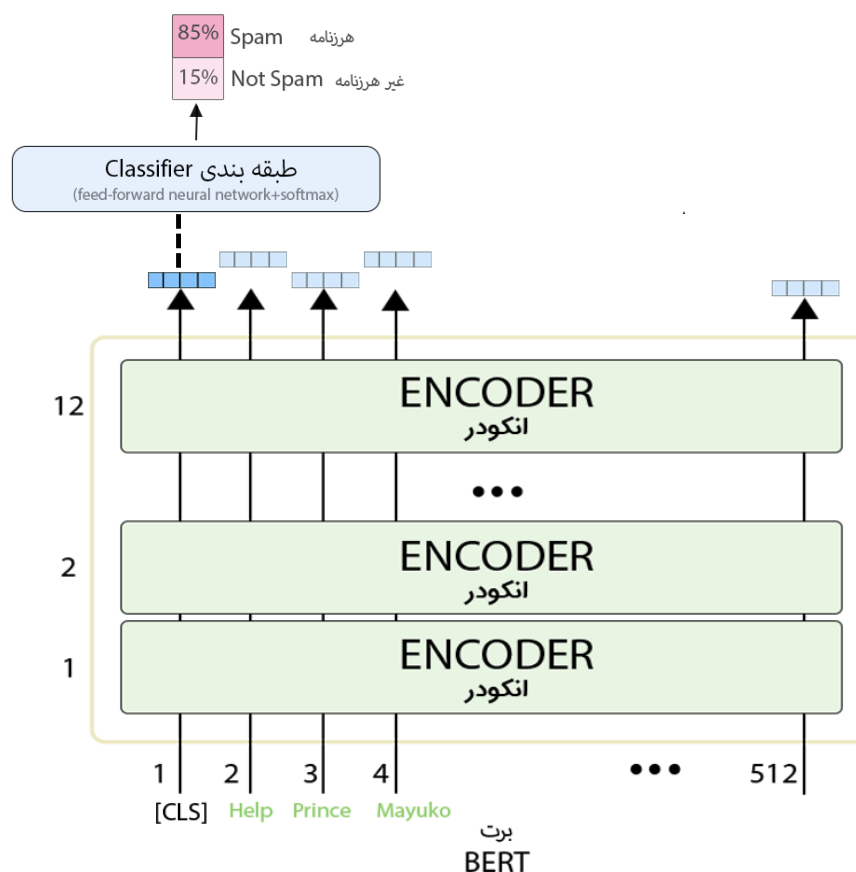 85% Spam هرزنامه
15% Not Spam غیر هرزنامه
Classifier طبقه بندی
(feed-forward neural network+softmax)
12 ENCODER
انکودر
•••
2 ENCODER
انکودر
1 ENCODER
انکودر
1 2 3 4 ••• 512
[CLS] Help Prince Mayuko
برت
BERT